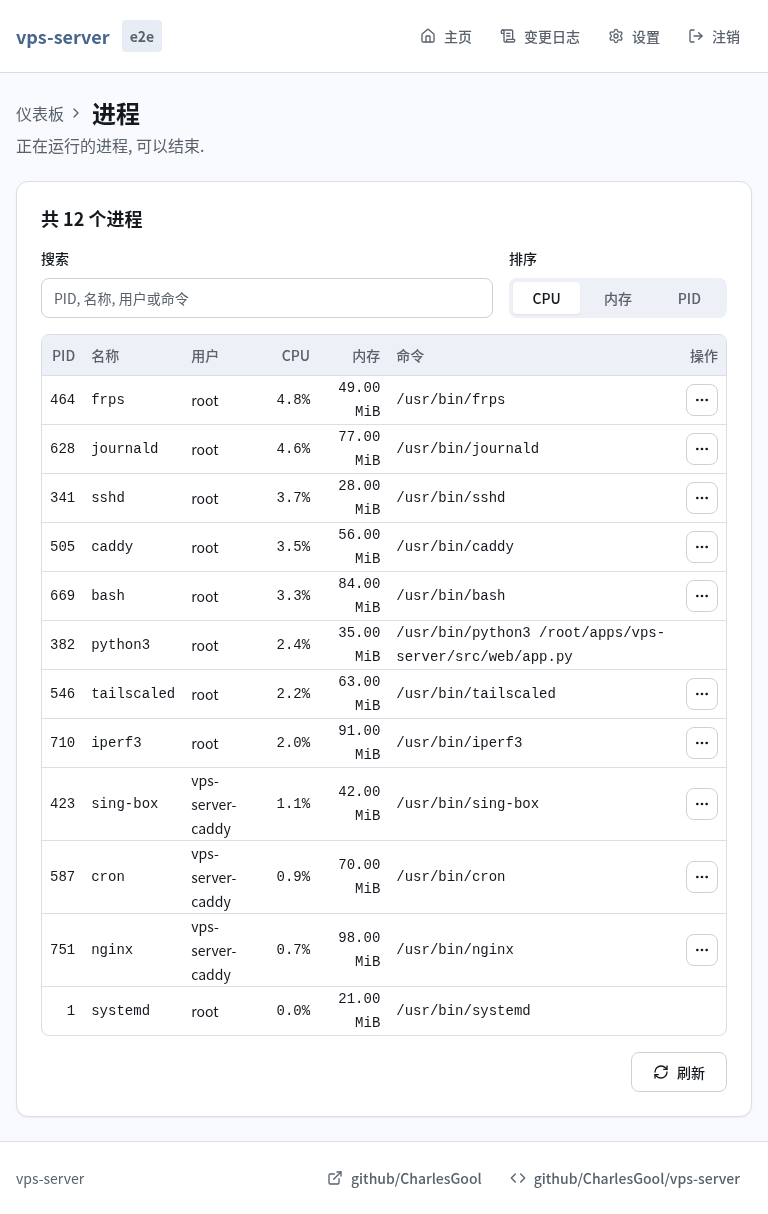 vps-server e2e 主页 变更日志 设置 注销
仪表板 进程
正在运行的进程, 可以结束.
共 12 个进程
搜索 排序
PID, 名称, 用户或命令 CPU 内存 PID
PID 名称 用户 CPU 内存 命令 操作
464 frps root 4.8% 49.00 MiB /usr/bin/frps
628 journald root 4.6% 77.00 MiB /usr/bin/journald
341 sshd root 3.7% 28.00 MiB /usr/bin/sshd
505 caddy root 3.5% 56.00 MiB /usr/bin/caddy
669 bash root 3.3% 84.00 MiB /usr/bin/bash
382 python3 root 2.4% 35.00 MiB /usr/bin/python3 /root/apps/vps-server/src/web/app.py
546 tailscaled root 2.2% 63.00 MiB /usr/bin/tailscaled
710 iperf3 root 2.0% 91.00 MiB /usr/bin/iperf3
423 sing-box vps-server-caddy 1.1% 42.00 MiB /usr/bin/sing-box
587 cron vps-server-caddy 0.9% 70.00 MiB /usr/bin/cron
751 nginx vps-server-caddy 0.7% 98.00 MiB /usr/bin/nginx
1 systemd root 0.0% 21.00 MiB /usr/bin/systemd
刷新
vps-server github/CharlesGool github/CharlesGool/vps-server